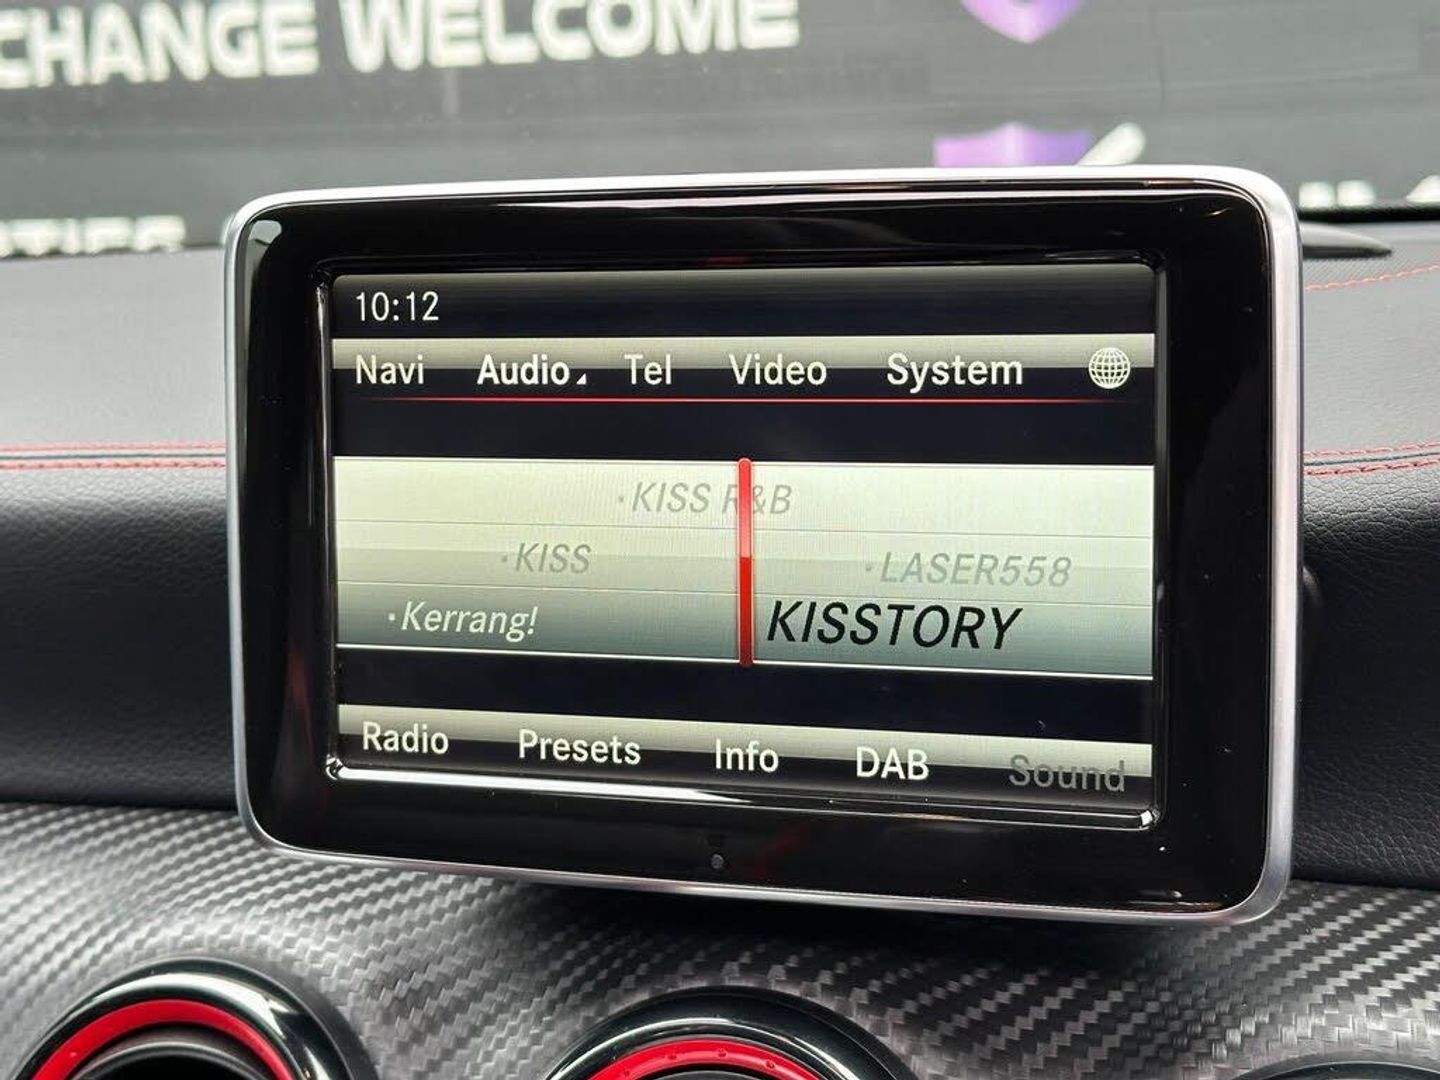 CHANGE WELCOME
10:12
Navi Audio Tel Video System
·KISS R&B
·KISS ·LASER558
·Kerrang! KISSTORY
Radio Presets Info DAB Sound